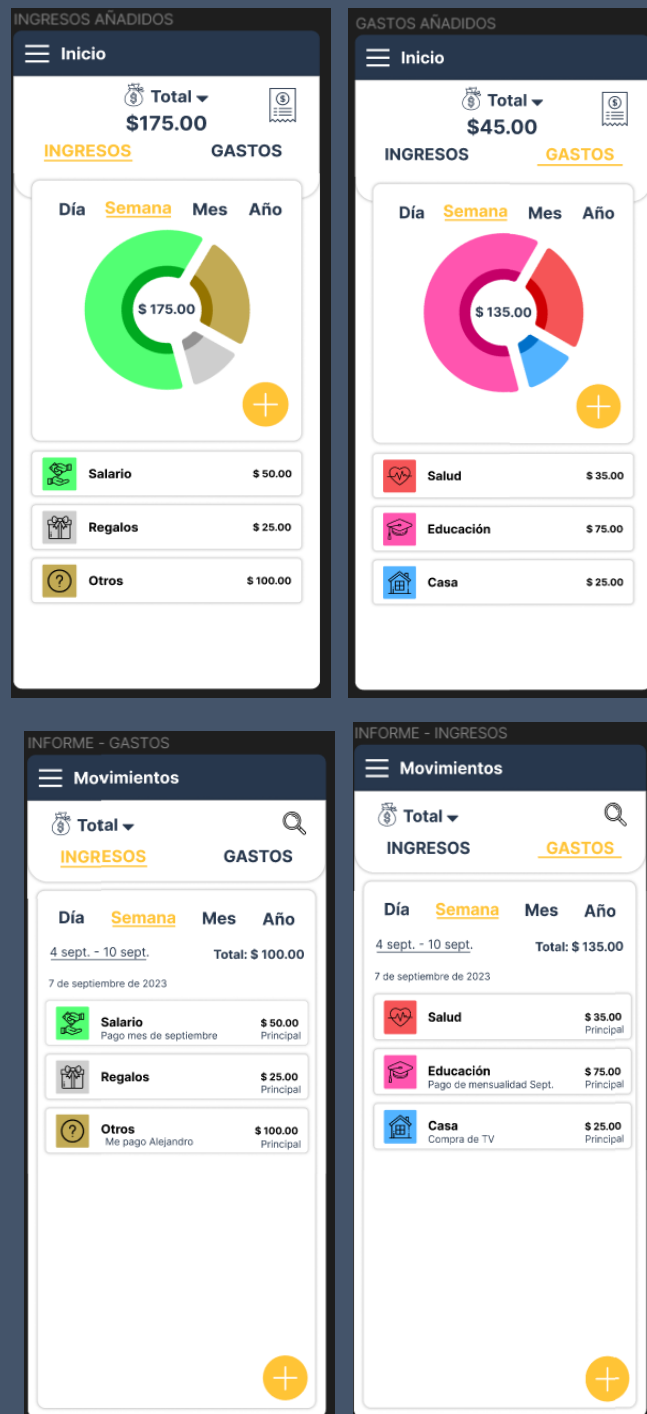 INGRESOS AÑADIDOS
Inicio
Total
$175.00
INGRESOS GASTOS
Día Semana Mes Año
$ 175.00
Salario $ 50.00
Regalos $ 25.00
Otros $ 100.00
GASTOS AÑADIDOS
Inicio
Total
$45.00
INGRESOS GASTOS
Día Semana Mes Año
$ 135.00
Salud $ 35.00
Educación $ 75.00
Casa $ 25.00
INFORME - GASTOS
Movimientos
Total
INGRESOS GASTOS
Día Semana Mes Año
4 sept. - 10 sept. Total: $ 100.00
7 de septiembre de 2023
Salario $ 50.00
Pago mes de septiembre Principal
Regalos $ 25.00
Principal
Otros $ 100.00
Me pago Alejandro Principal
INFORME - INGRESOS
Movimientos
Total
INGRESOS GASTOS
Día Semana Mes Año
4 sept. - 10 sept. Total: $ 135.00
7 de septiembre de 2023
Salud $ 35.00
Principal
Educación $ 75.00
Pago de mensualidad Sept. Principal
Casa $ 25.00
Compra de TV Principal